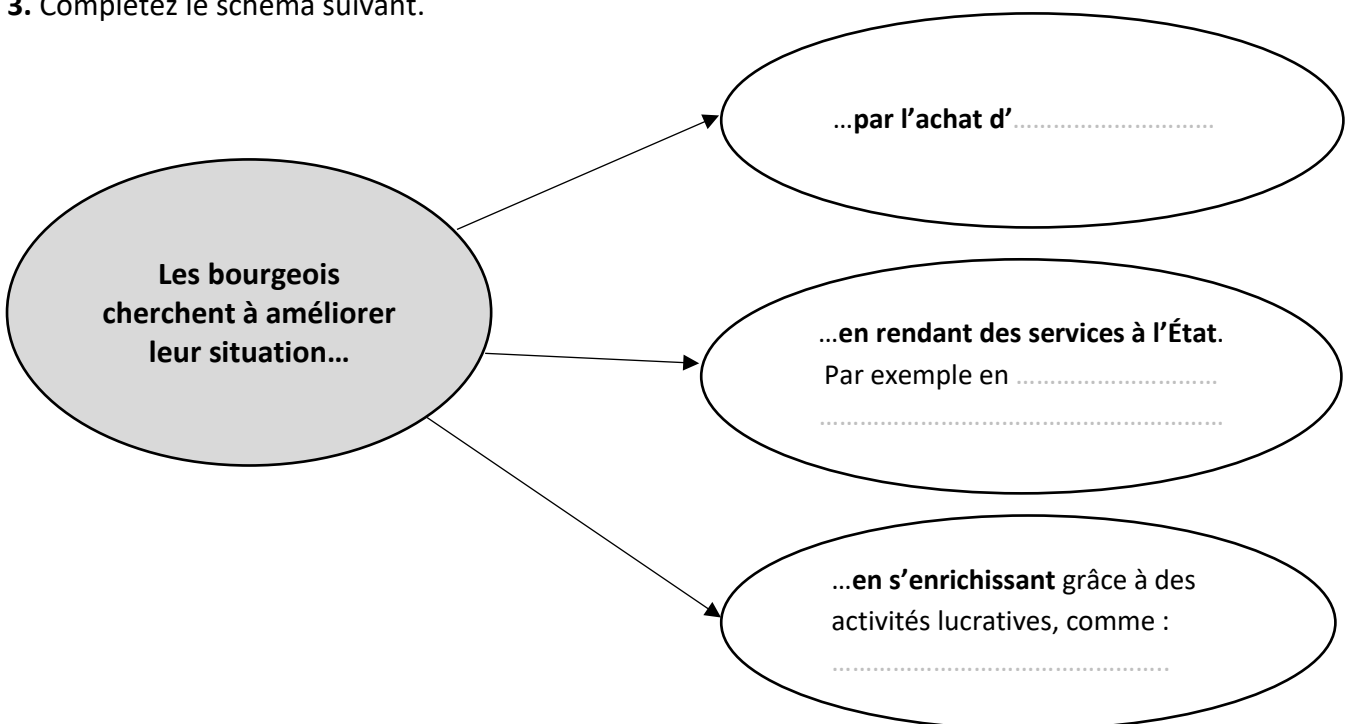 3. Complétez le schéma suivant.
…par l’achat d’…………………………
Les bourgeois
cherchent à améliorer
leur situation…
…en rendant des services à l’État.
Par exemple en …………………………
……………………………………………………
…en s’enrichissant grâce à des
activités lucratives, comme :
……………………………………………